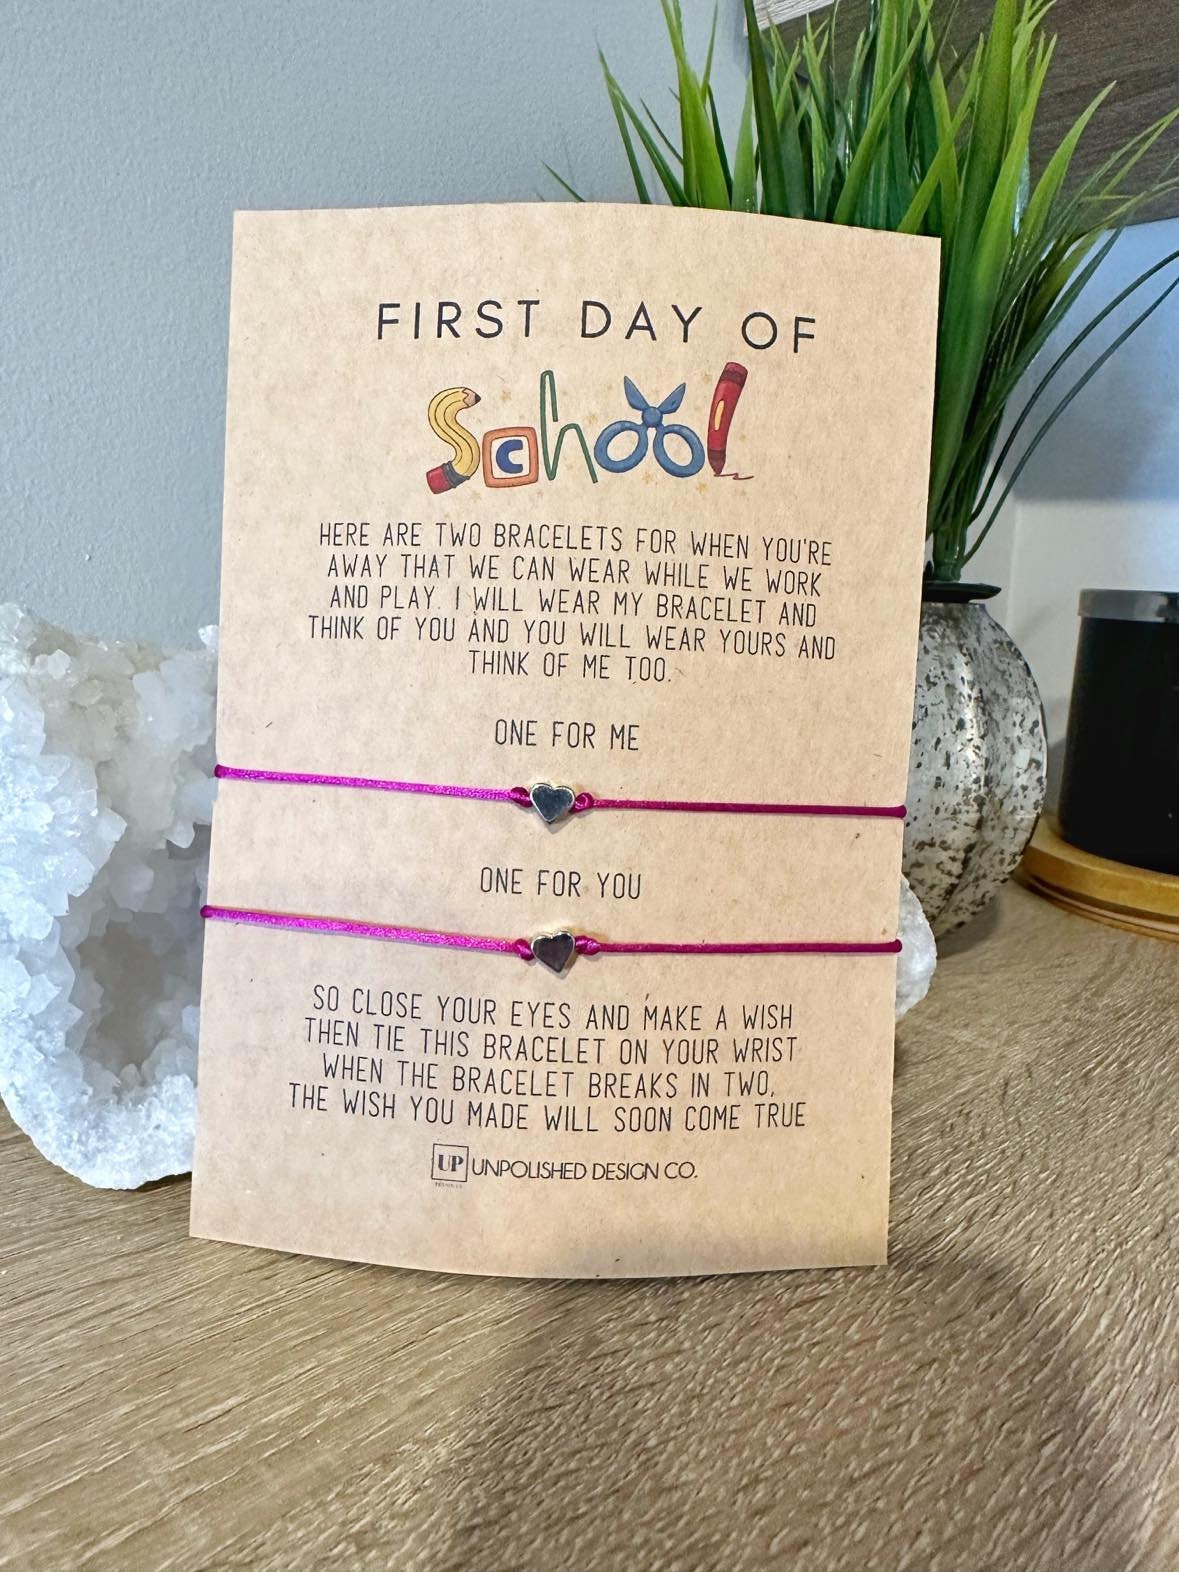 FIRST DAY OF
School
HERE ARE TWO BRACELETS FOR WHEN YOU'RE
AWAY THAT WE CAN WEAR WHILE WE WORK
AND PLAY. I WILL WEAR MY BRACELET AND
THINK OF YOU AND YOU WILL WEAR YOURS AND
THINK OF ME TOO.
ONE FOR ME
ONE FOR YOU
SO CLOSE YOUR EYES AND MAKE A WISH
THEN TIE THIS BRACELET ON YOUR WRIST
WHEN THE BRACELET BREAKS IN TWO,
THE WISH YOU MADE WILL SOON COME TRUE
UP UNPOLISHED DESIGN CO.